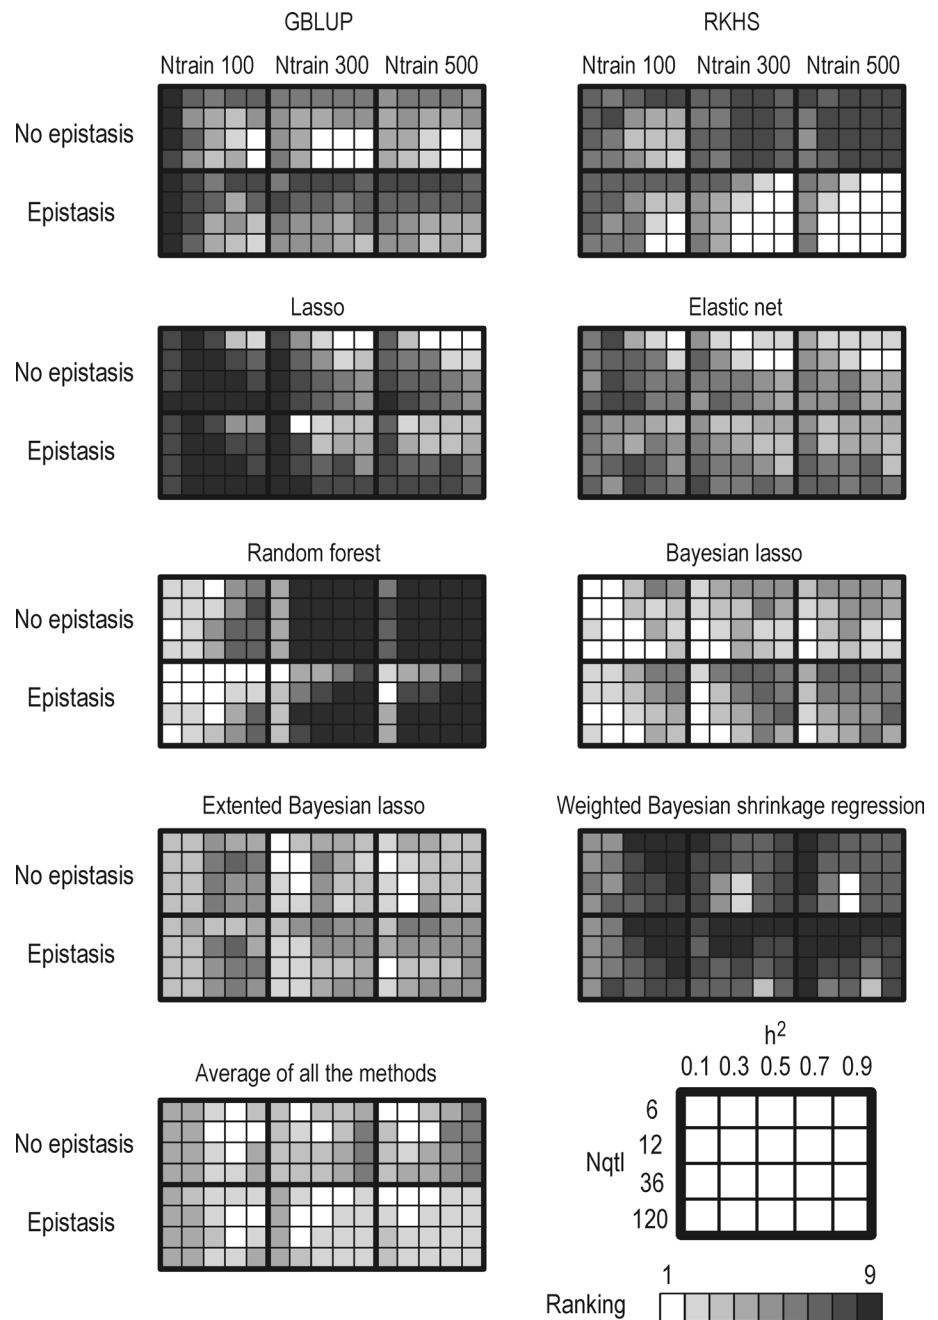 GBLUP
RKHS
Ntrain 100 Ntrain 300 Ntrain 500
Ntrain 100 Ntrain 300 Ntrain 500
No epistasis
Epistasis
Lasso
Elastic net
No epistasis
Epistasis
Random forest
Bayesian lasso
No epistasis
Epistasis
Extented Bayesian lasso
Weighted Bayesian shrinkage regression
No epistasis
Epistasis
Average of all the methods
No epistasis
Epistasis
h²
0.1 0.3 0.5 0.7 0.9
Nqtl
6
12
36
120
1 9
Ranking